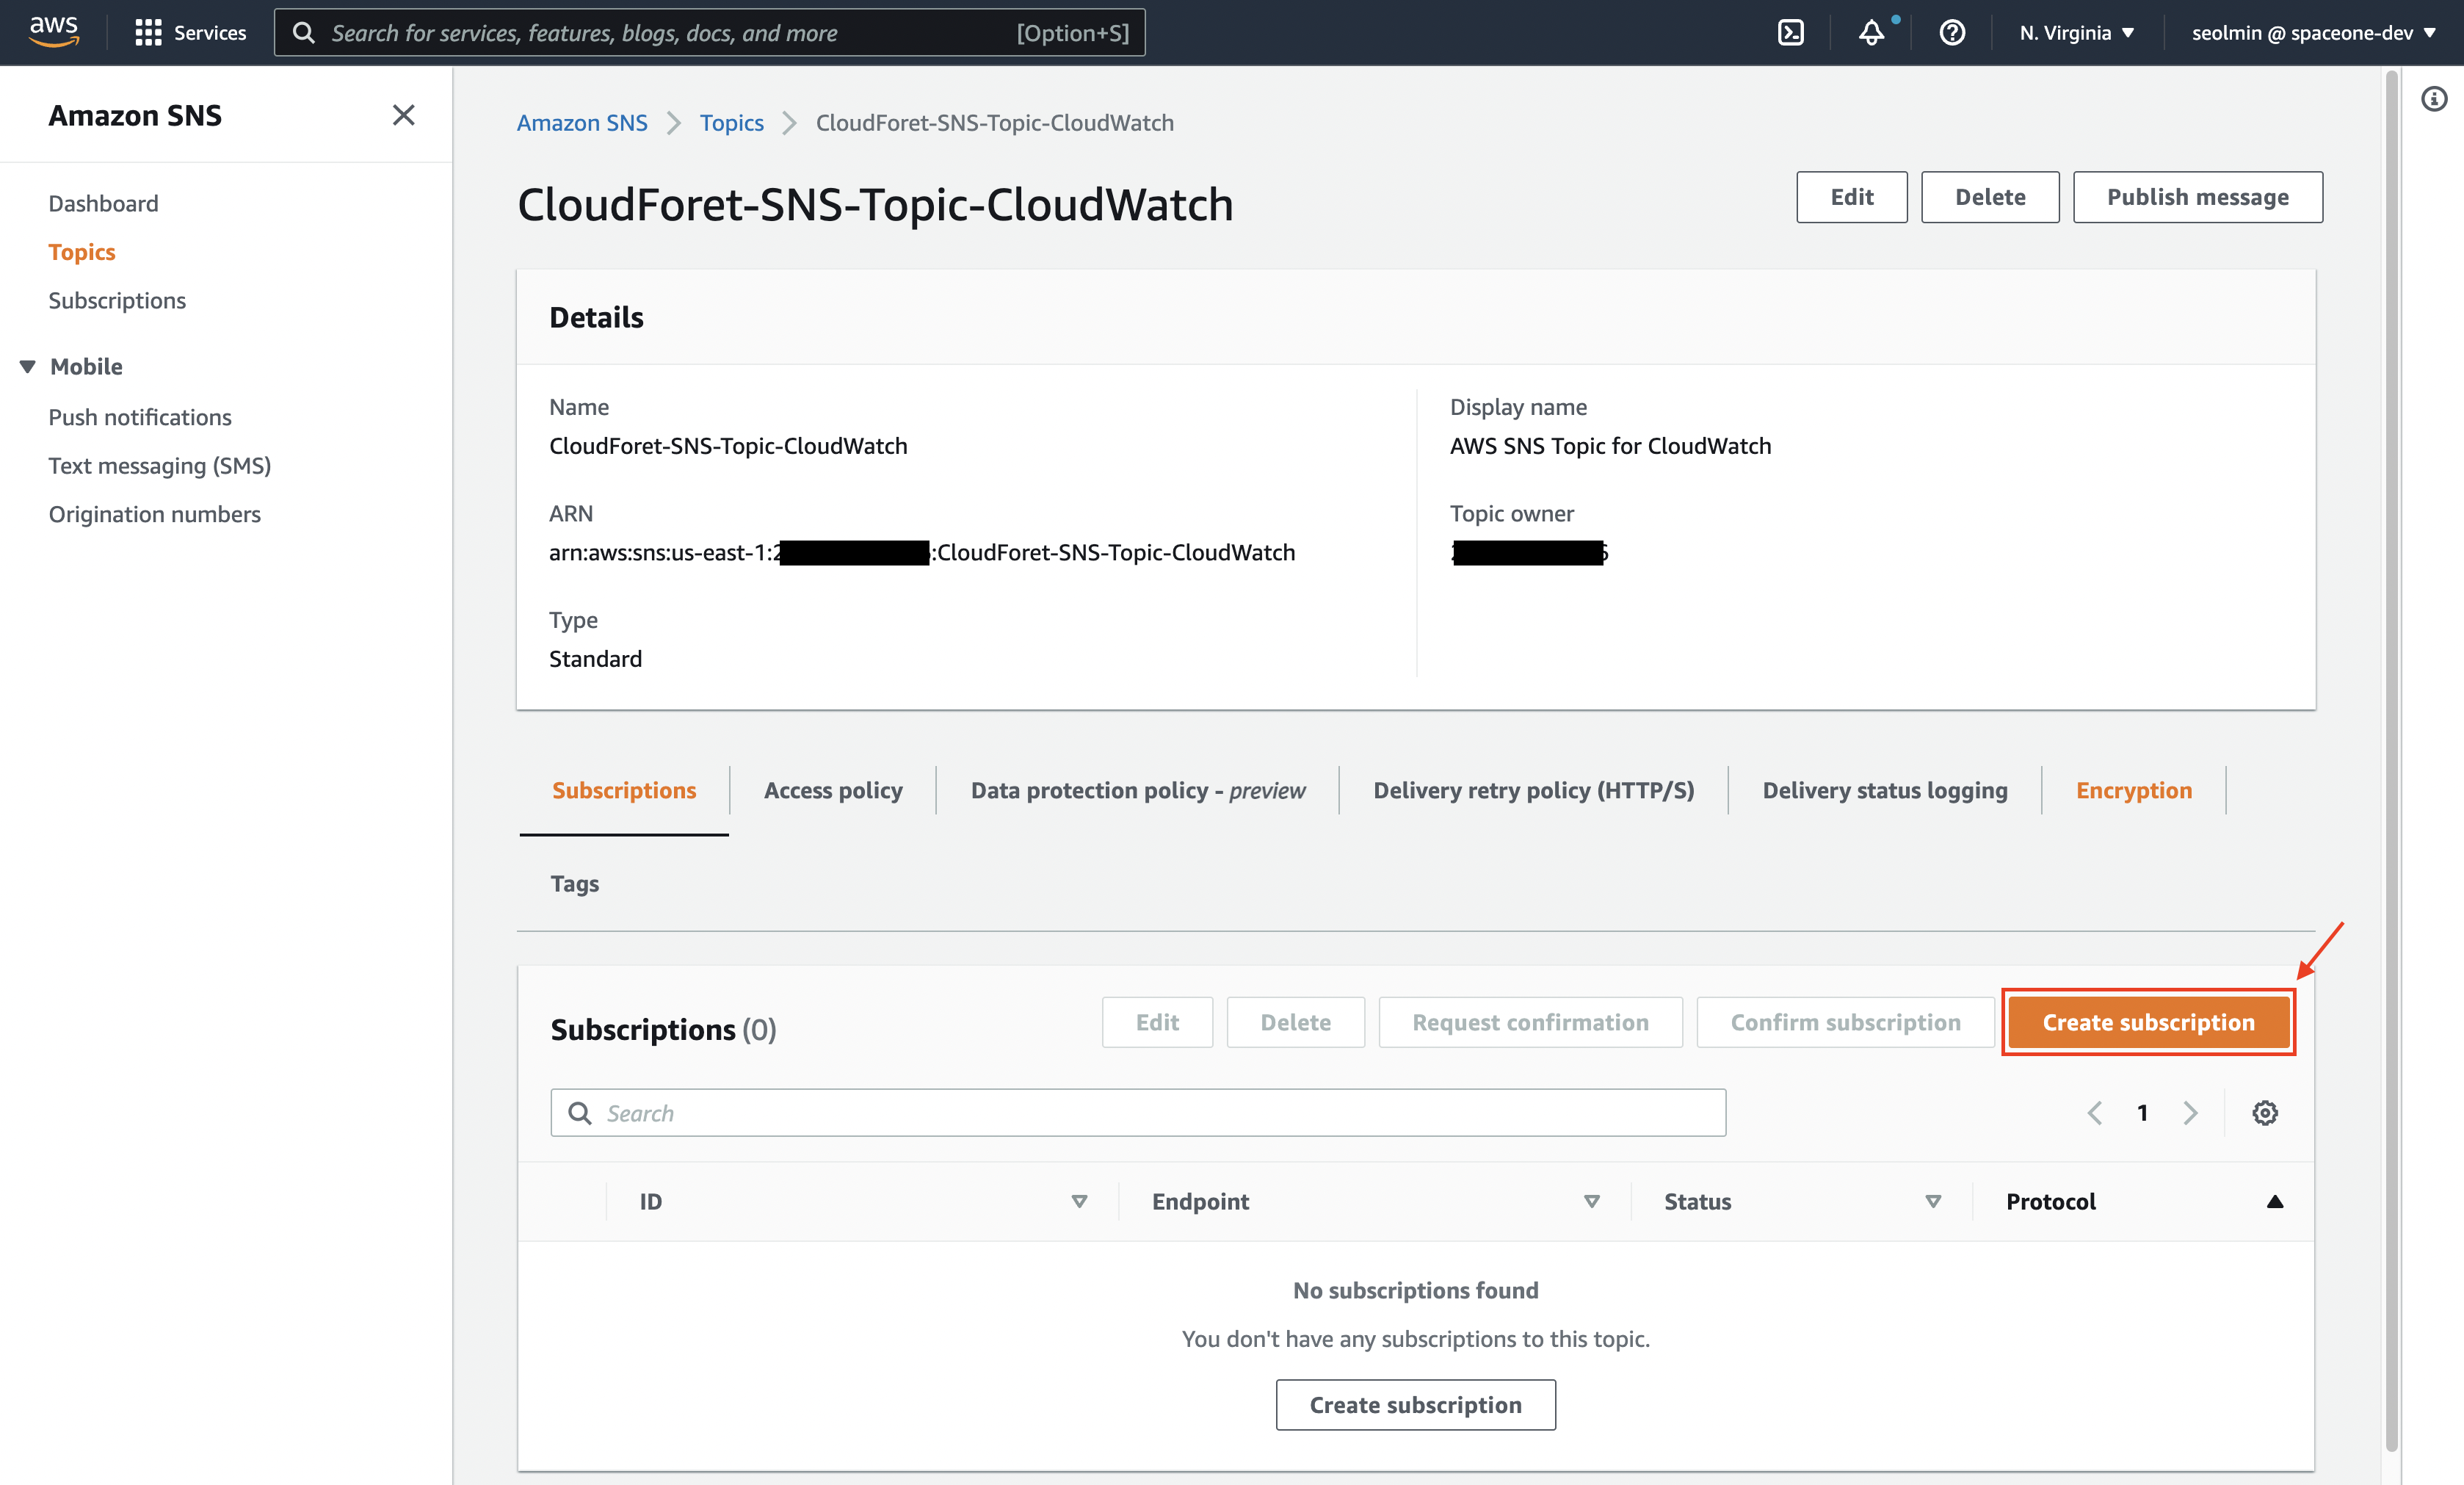 aws Services Search for services, features, blogs, docs, and more [Option+S] N. Virginia seolmin @ spaceone-dev
Amazon SNS
Dashboard
Topics
Subscriptions
Mobile
Push notifications
Text messaging (SMS)
Origination numbers
Amazon SNS Topics CloudForet-SNS-Topic-CloudWatch
CloudForet-SNS-Topic-CloudWatch
Edit Delete Publish message
Details
Name
CloudForet-SNS-Topic-CloudWatch
ARN
arn:aws:sns:us-east-1:2 :CloudForet-SNS-Topic-CloudWatch
Type
Standard
Display name
AWS SNS Topic for CloudWatch
Topic owner
Subscriptions Access policy Data protection policy - preview Delivery retry policy (HTTP/S) Delivery status logging Encryption
Tags
Subscriptions (0) Edit Delete Request confirmation Confirm subscription Create subscription
Search 1
ID Endpoint Status Protocol
No subscriptions found
You don't have any subscriptions to this topic.
Create subscription